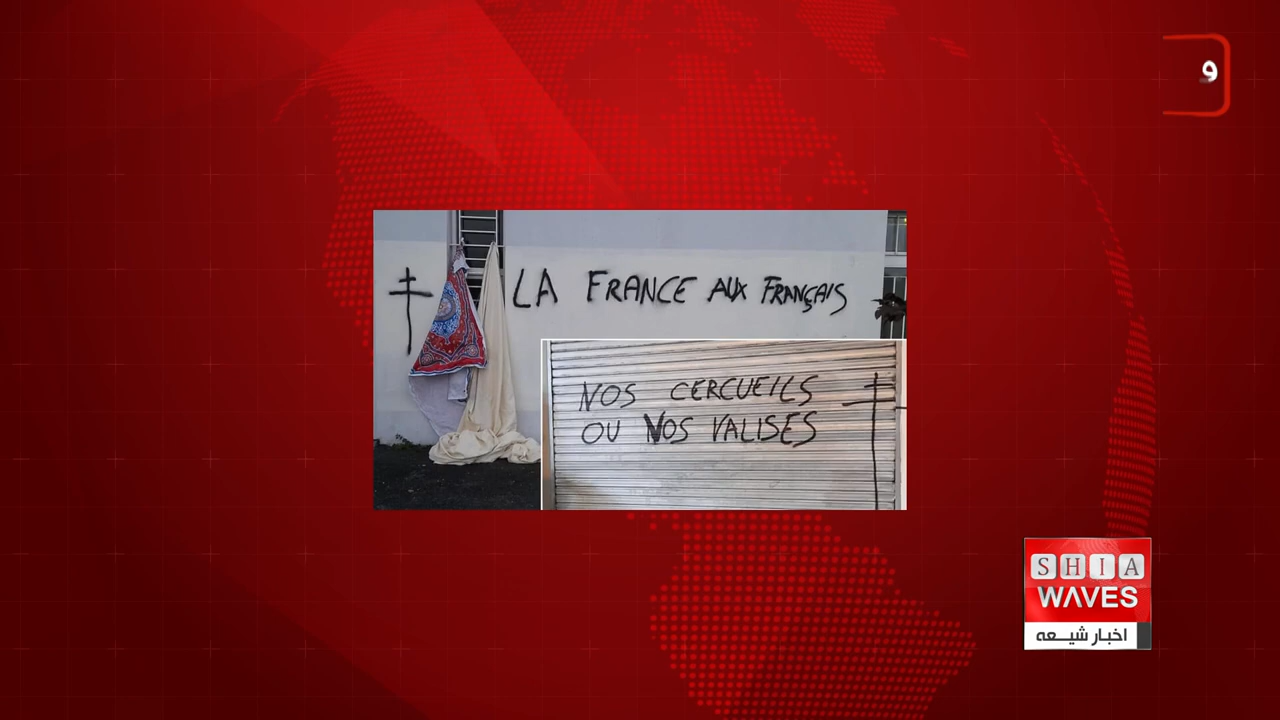 و
LA FRANCE AUX FRANÇAIS
NOS CERCUEILS
OU NOS VALISES
SHIA
WAVES
اخبار شیعه